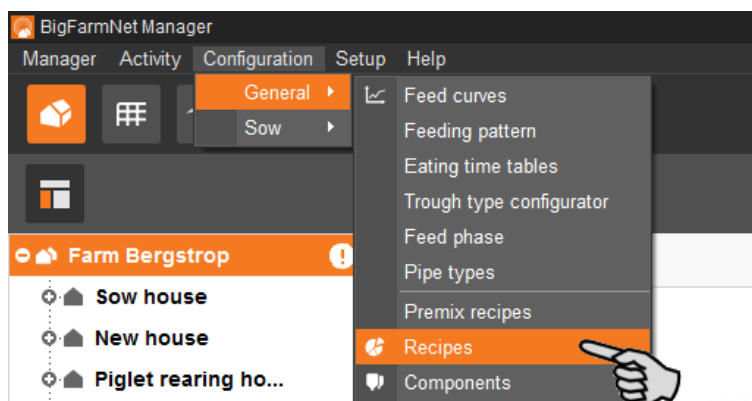 BigFarmNet Manager
Manager Activity Configuration Setup Help
General
Sow
Feed curves
Feeding pattern
Eating time tables
Trough type configurator
Feed phase
Pipe types
Premix recipes
Recipes
Components
Farm Bergstrop
Sow house
New house
Piglet rearing ho...